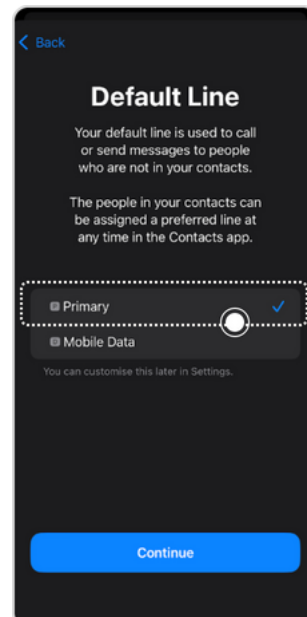 Back
Default Line
Your default line is used to call
or send messages to people
who are not in your contacts.
The people in your contacts can
be assigned a preferred line at
any time in the Contacts app.
Primary
Mobile Data
You can customise this later in Settings.
Continue